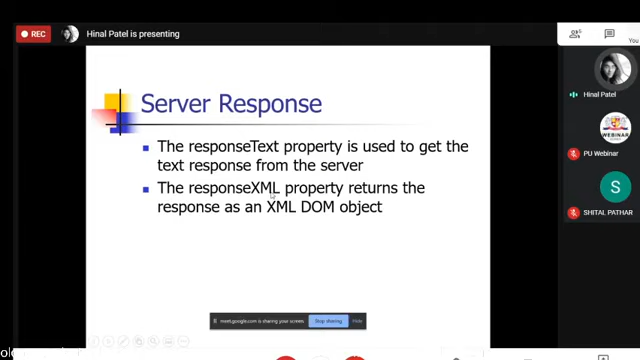 REC
Hinal Patel is presenting
5
You
Server Response
The responseText property is used to get the
text response from the server
The responseXML property returns the
response as an XML DOM object
Hinal Patel
WEBINAR
PU Webinar
S
SHITAL PATHAR
meet.google.com is sharing your screen.
Stop sharing
Hide